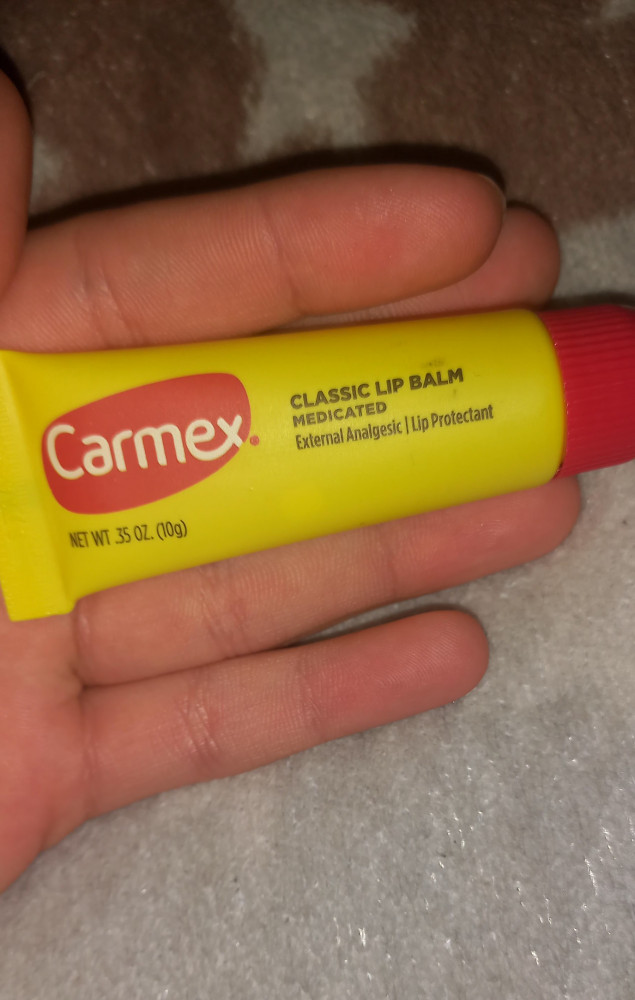 Carmex.
NET WT .35 OZ. (10g)
CLASSIC LIP BALM
MEDICATED
External Analgesic | Lip Protectant